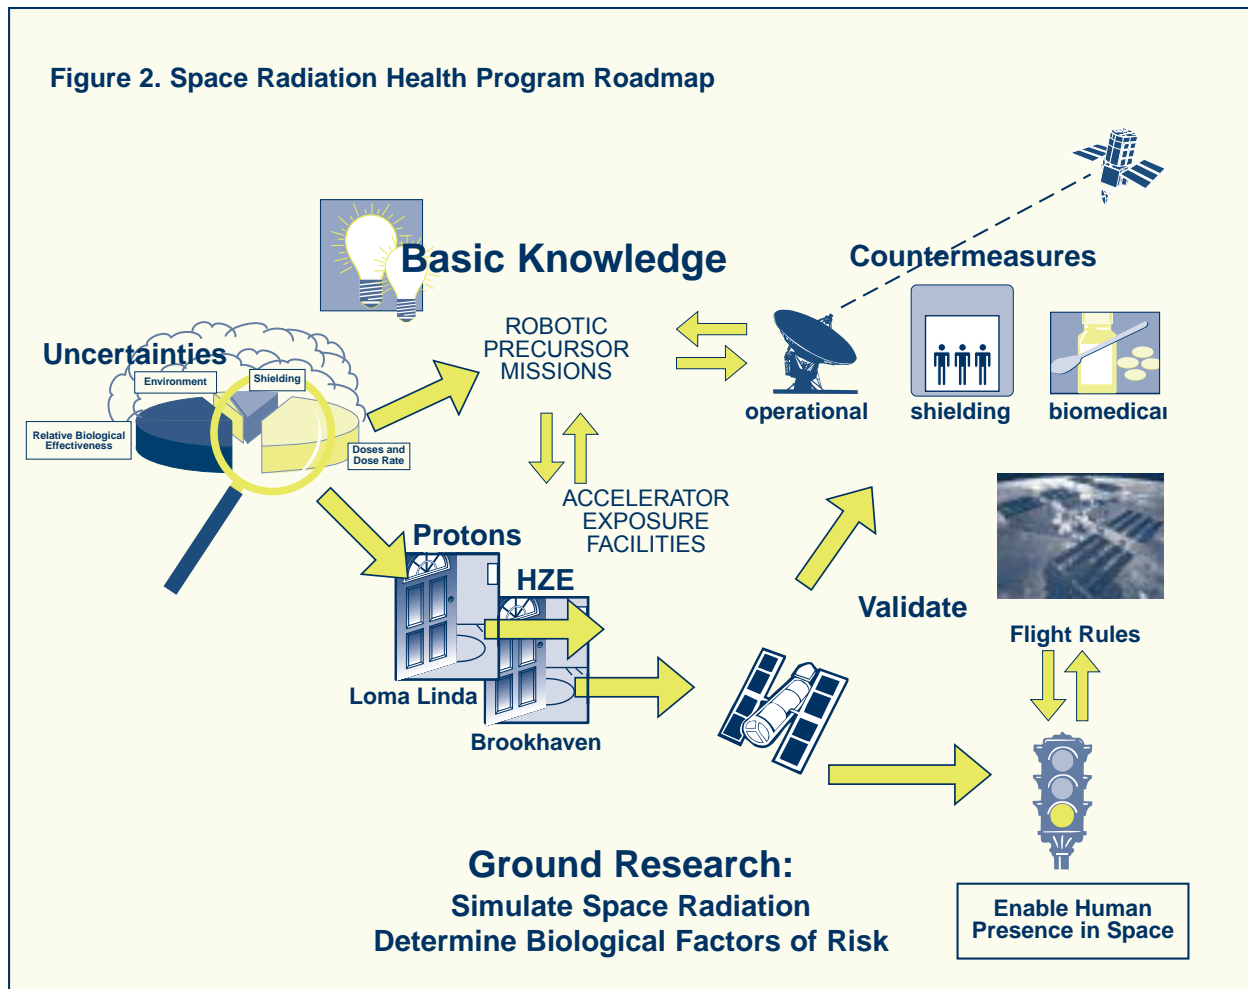 Figure 2. Space Radiation Health Program Roadmap
Basic Knowledge
Countermeasures
ROBOTIC
PRECURSOR
MISSIONS
Uncertainties
Environment
Shielding
Relative Biological
Effectiveness
Doses and
Dose Rate
operational
shielding
biomedical
ACCELERATOR
EXPOSURE
FACILITIES
Protons
HZE
Validate
Flight Rules
Loma Linda
Brookhaven
Ground Research:
Simulate Space Radiation
Determine Biological Factors of Risk
Enable Human
Presence in Space